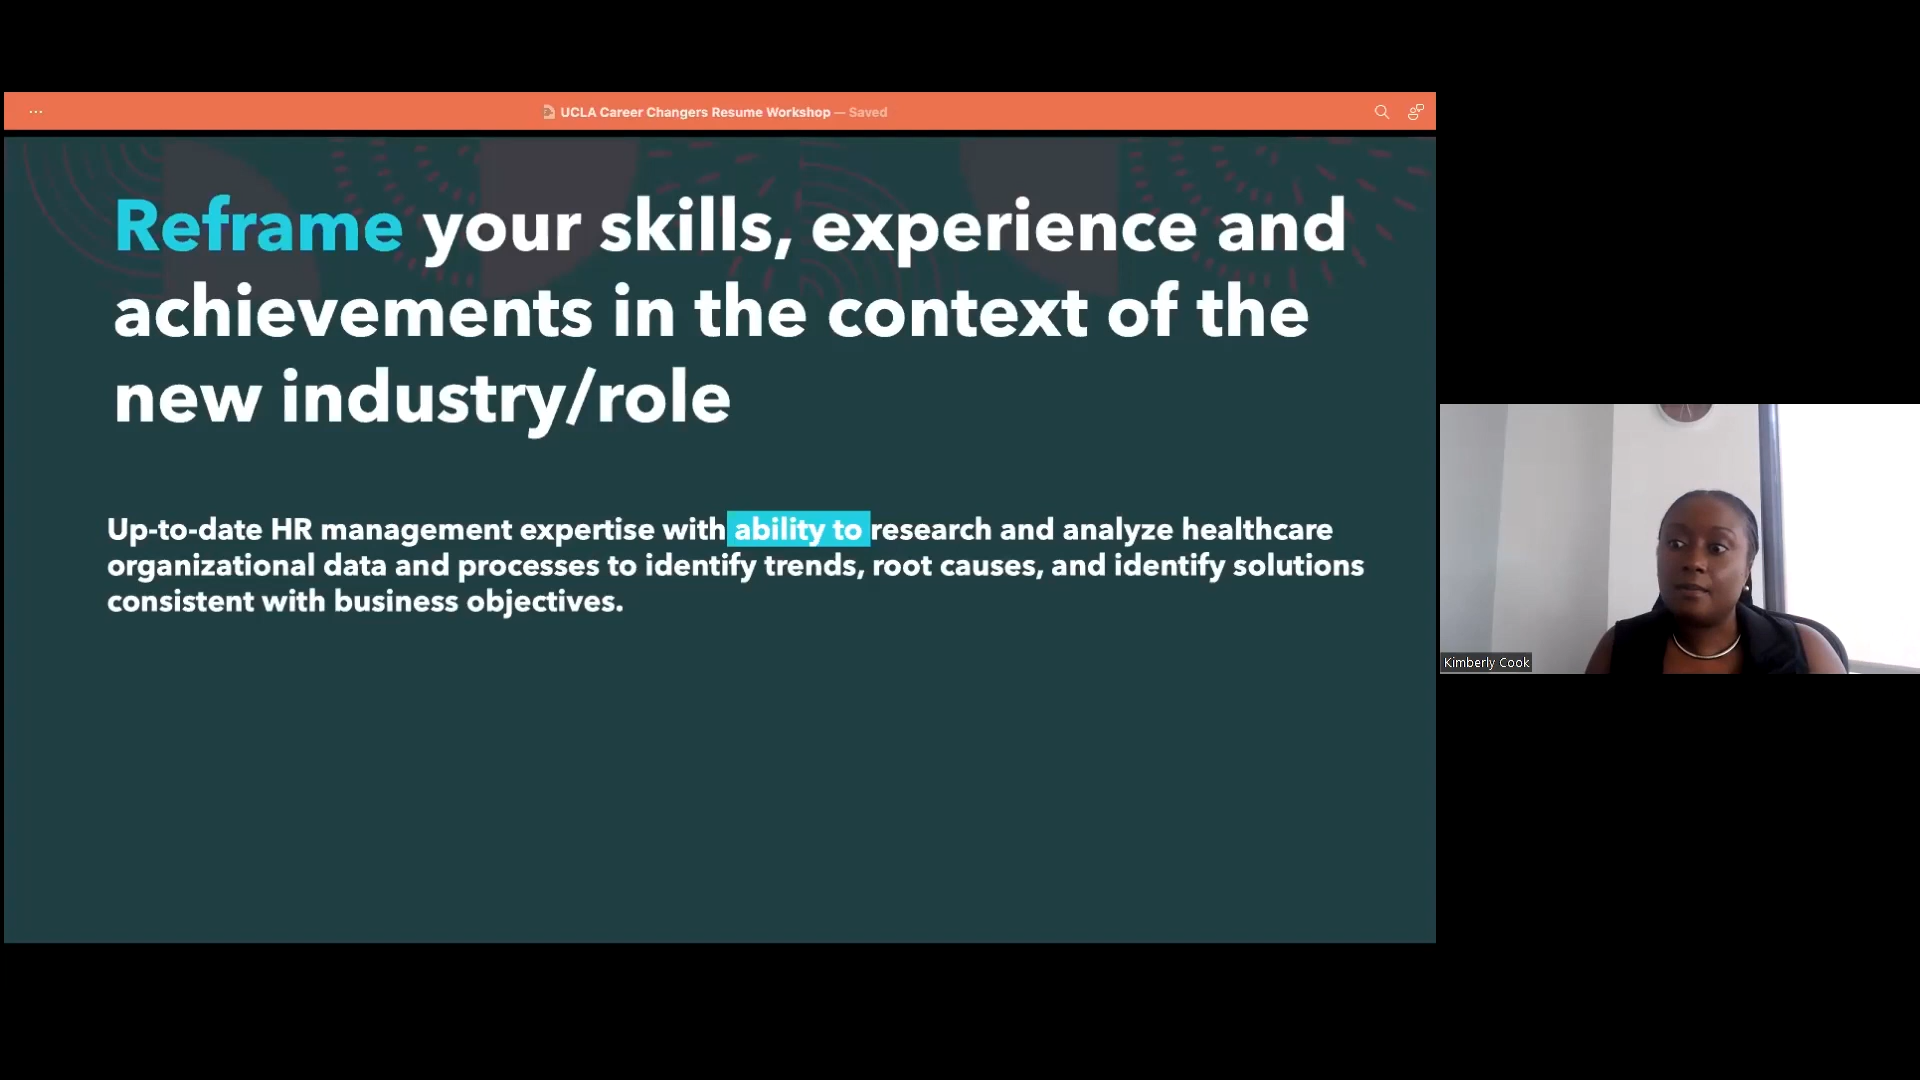 UCLA Career Changers Resume Workshop — Saved
Reframe your skills, experience and
achievements in the context of the
new industry/role
Up-to-date HR management expertise with ability to research and analyze healthcare
organizational data and processes to identify trends, root causes, and identify solutions
consistent with business objectives.
Kimberly Cook